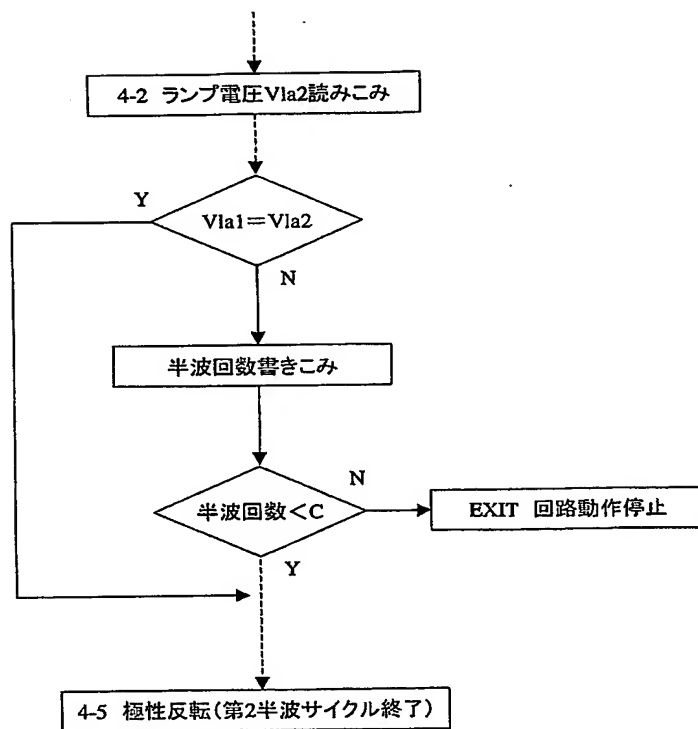 4-2 ランプ電圧Vla2読みこみ
Y
Vla1=Vla2
N
半波回数書きこみ
半波回数<C
N
EXIT 回路動作停止
Y
4-5 極性反転(第2半波サイクル終了)